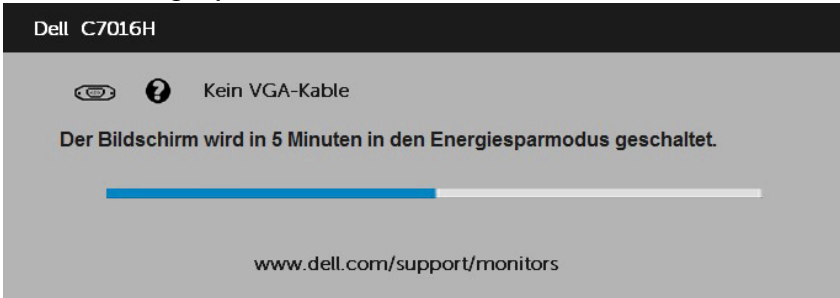 Dell C7016H
Kein VGA-Kable
Der Bildschirm wird in 5 Minuten in den Energiesparmodus geschaltet.
www.dell.com/support/monitors